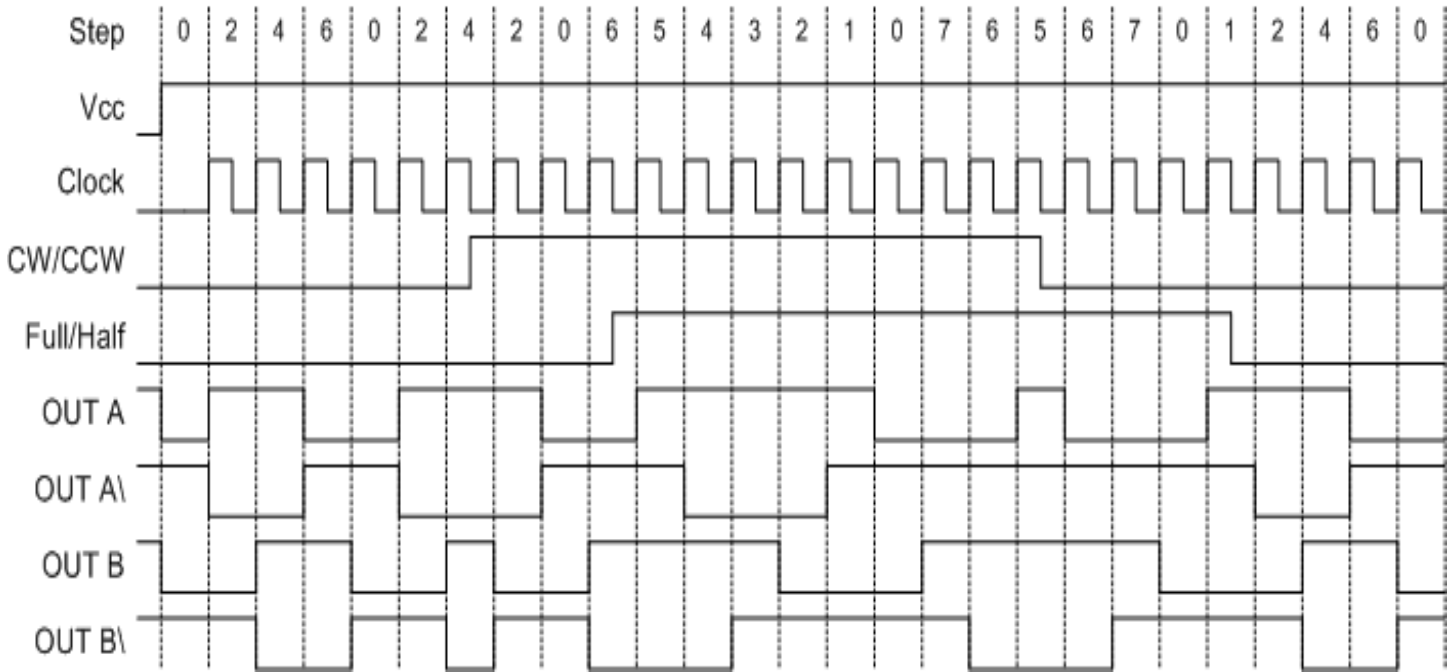 Step 0 2 4 6 0 2 4 2 0 6 5 4 3 2 1 0 7 6 5 6 7 0 1 2 4 6 0
Vcc
Clock
CW/CCW
Full/Half
OUT A
OUT A\
OUT B
OUT B\